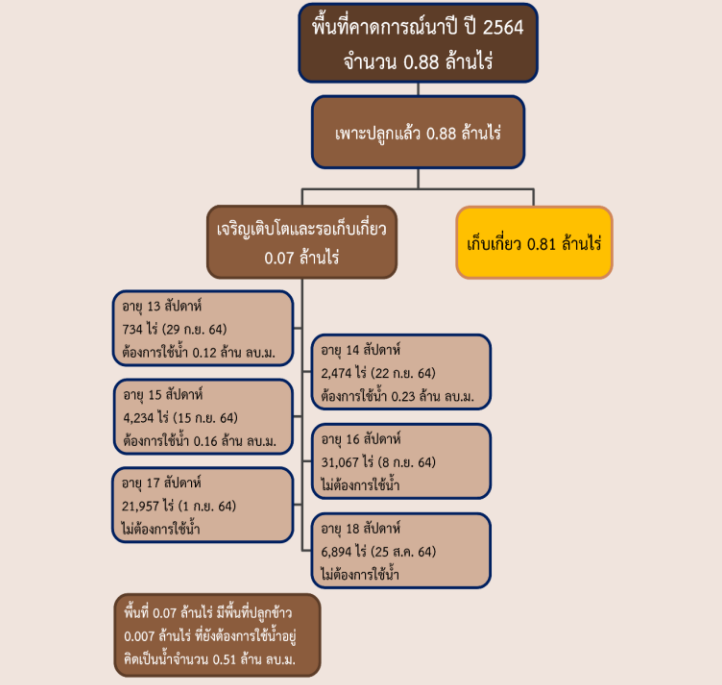 พื้นที่คาดการณ์นาปี ปี 2564
จำนวน 0.88 ล้านไร่
เพาะปลูกแล้ว 0.88 ล้านไร่
เจริญเติบโตและรอเก็บเกี่ยว
0.07 ล้านไร่
เก็บเกี่ยว 0.81 ล้านไร่
อายุ 13 สัปดาห์
734 ไร่ (29 ก.ย. 64)
ต้องการใช้น้ำ 0.12 ล้าน ลบ.ม.
อายุ 14 สัปดาห์
2,474 ไร่ (22 ก.ย. 64)
ต้องการใช้น้ำ 0.23 ล้าน ลบ.ม.
อายุ 15 สัปดาห์
4,234 ไร่ (15 ก.ย. 64)
ต้องการใช้น้ำ 0.16 ล้าน ลบ.ม.
อายุ 16 สัปดาห์
31,067 ไร่ (8 ก.ย. 64)
ไม่ต้องการใช้น้ำ
อายุ 17 สัปดาห์
21,957 ไร่ (1 ก.ย. 64)
ไม่ต้องการใช้น้ำ
อายุ 18 สัปดาห์
6,894 ไร่ (25 ส.ค. 64)
ไม่ต้องการใช้น้ำ
พื้นที่ 0.07 ล้านไร่ มีพื้นที่ปลูกข้าว
0.007 ล้านไร่ ที่ยังต้องการใช้น้ำอยู่
คิดเป็นน้ำจำนวน 0.51 ล้าน ลบ.ม.